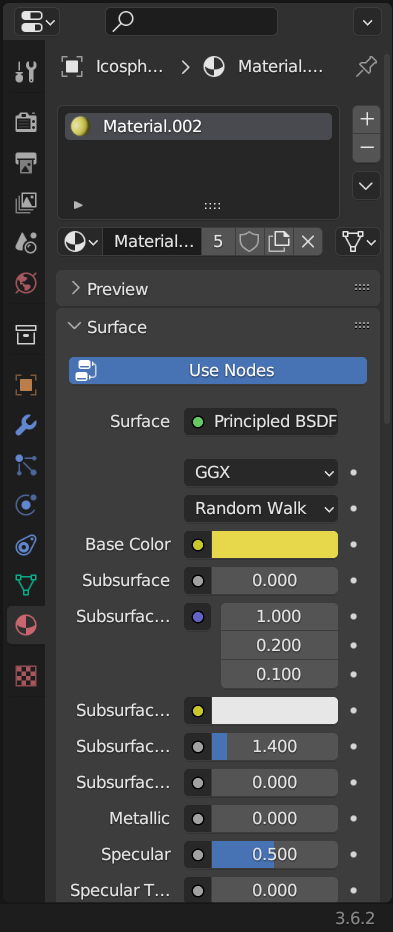 Icosph... > Material....
Material.002
Material... 5
Preview
Surface
Use Nodes
Surface Principled BSDF
GGX
Random Walk
Base Color
Subsurface 0.000
Subsurfac... 1.000
0.200
0.100
Subsurfac...
Subsurfac... 1.400
Subsurfac... 0.000
Metallic 0.000
Specular 0.500
Specular T... 0.000
3.6.2